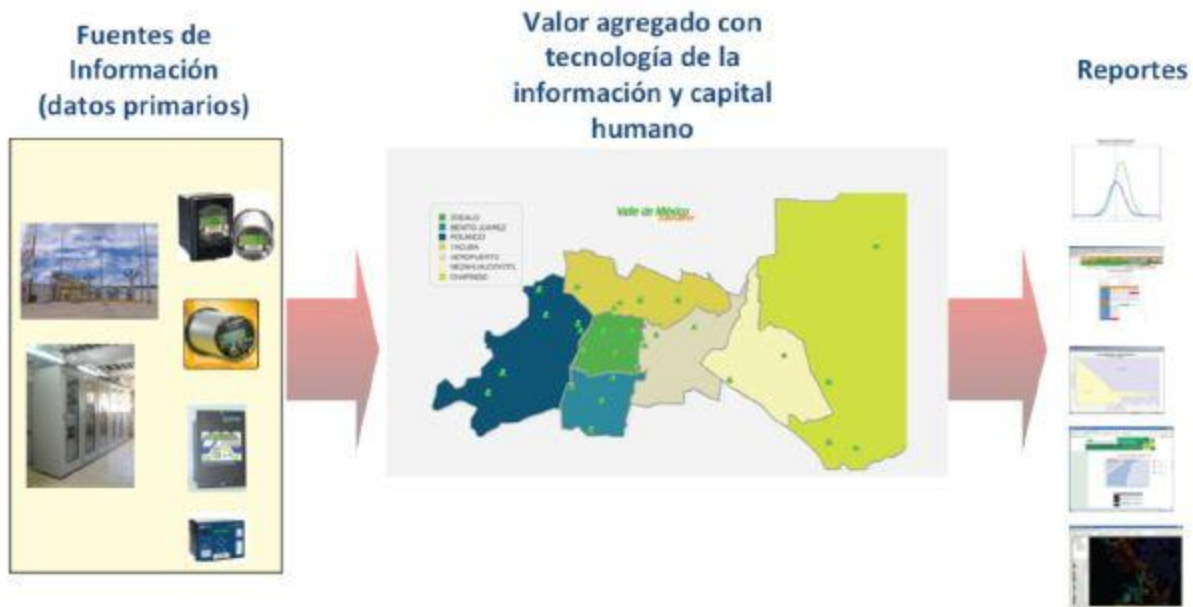 Fuentes de
Información
(datos primarios)
Valor agregado con
tecnología de la
información y capital
humano
Reportes
Valle de México
ZOCALO
BENITO JUAREZ
POLANCO
TACUBA
AEROPUERTO
NEZAHUALCOYOTL
CHAPINGO